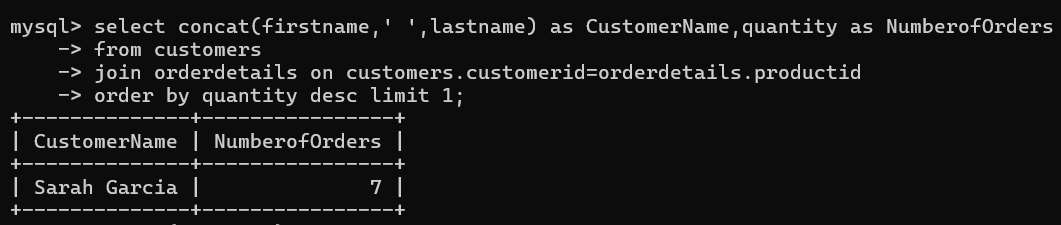 mysql> select concat(firstname,' ',lastname) as CustomerName,quantity as NumberofOrders
    -> from customers
    -> join orderdetails on customers.customerid=orderdetails.productid
    -> order by quantity desc limit 1;
+--------------+----------------+
| CustomerName | NumberofOrders |
+--------------+----------------+
| Sarah Garcia |              7 |
+--------------+----------------+